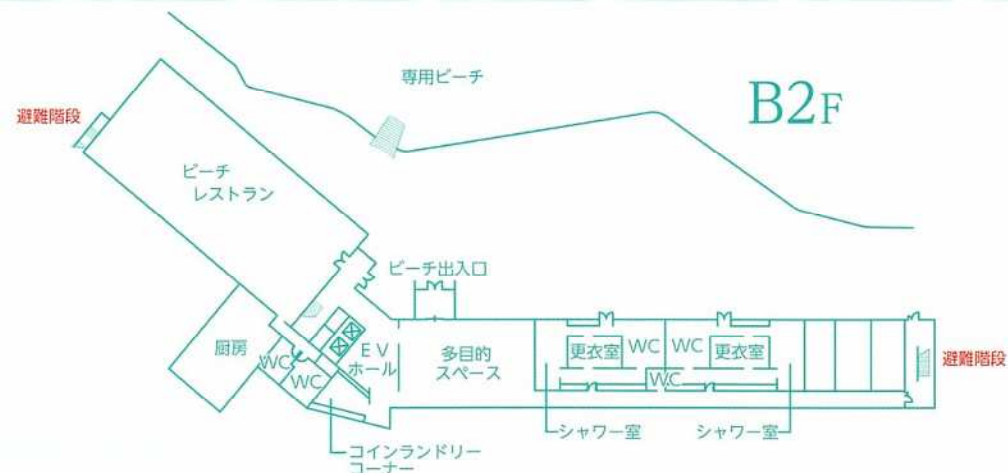 専用ビーチ
B2F
避難階段
ビーチ
レストラン
ビーチ出入口
厨房
WC
WC
EV
ホール
多目的
スペース
更衣室
WC
WC
更衣室
WC
避難階段
シャワー室
シャワー室
コインランドリー
コーナー